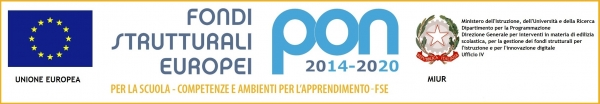 UNIONE EUROPEA
FONDI
STRUTTURALI
EUROPEI
pon
2014-2020
PER LA SCUOLA - COMPETENZE E AMBIENTI PER L'APPRENDIMENTO-FSE
MIUR
Ministero dell'Istruzione, dell'Università e della Ricerca
Dipartimento per la Programmazione
Direzione Generale per interventi in materia di edilizia
scolastica, per la gestione dei fondi strutturali per
l'istruzione e per l'innovazione digitale
Ufficio IV